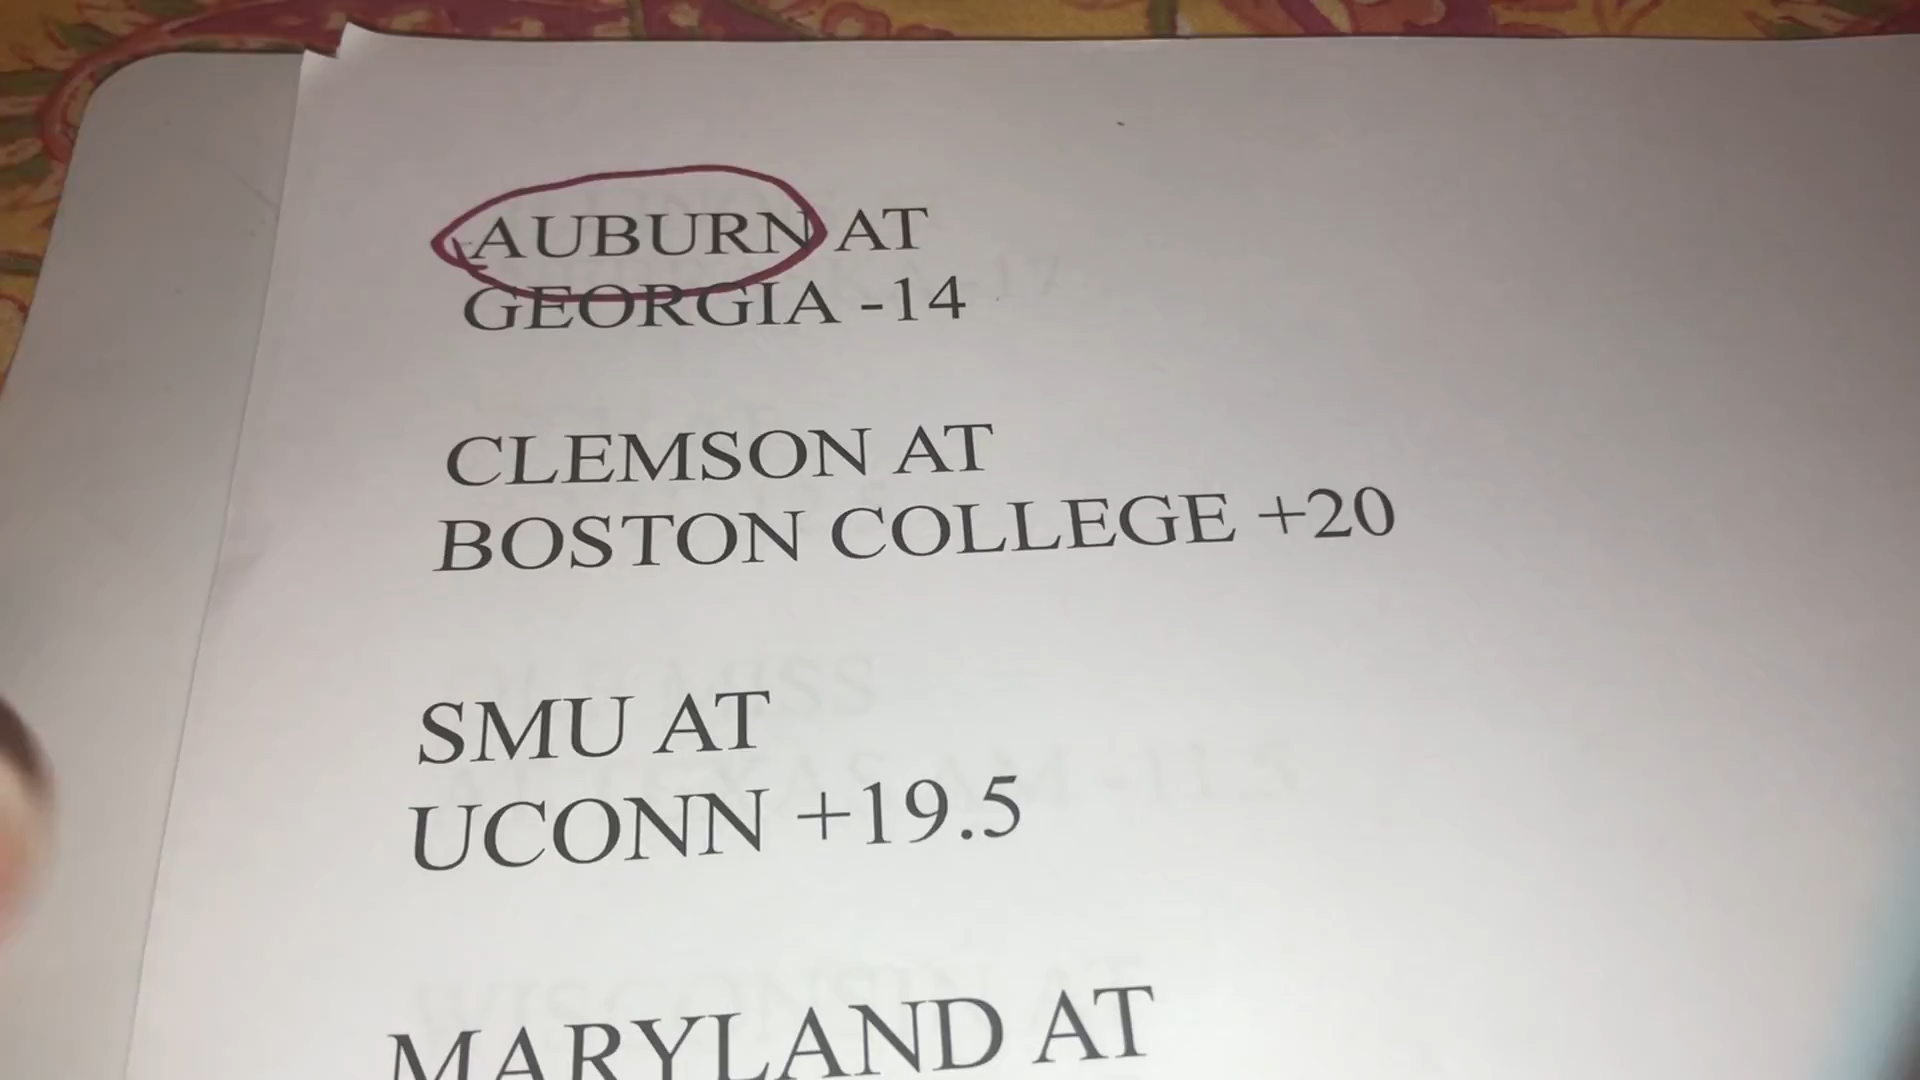 AUBURN AT
GEORGIA -14
CLEMSON AT
BOSTON COLLEGE +20
SMU AT
UCONN +19.5
MARYLAND AT